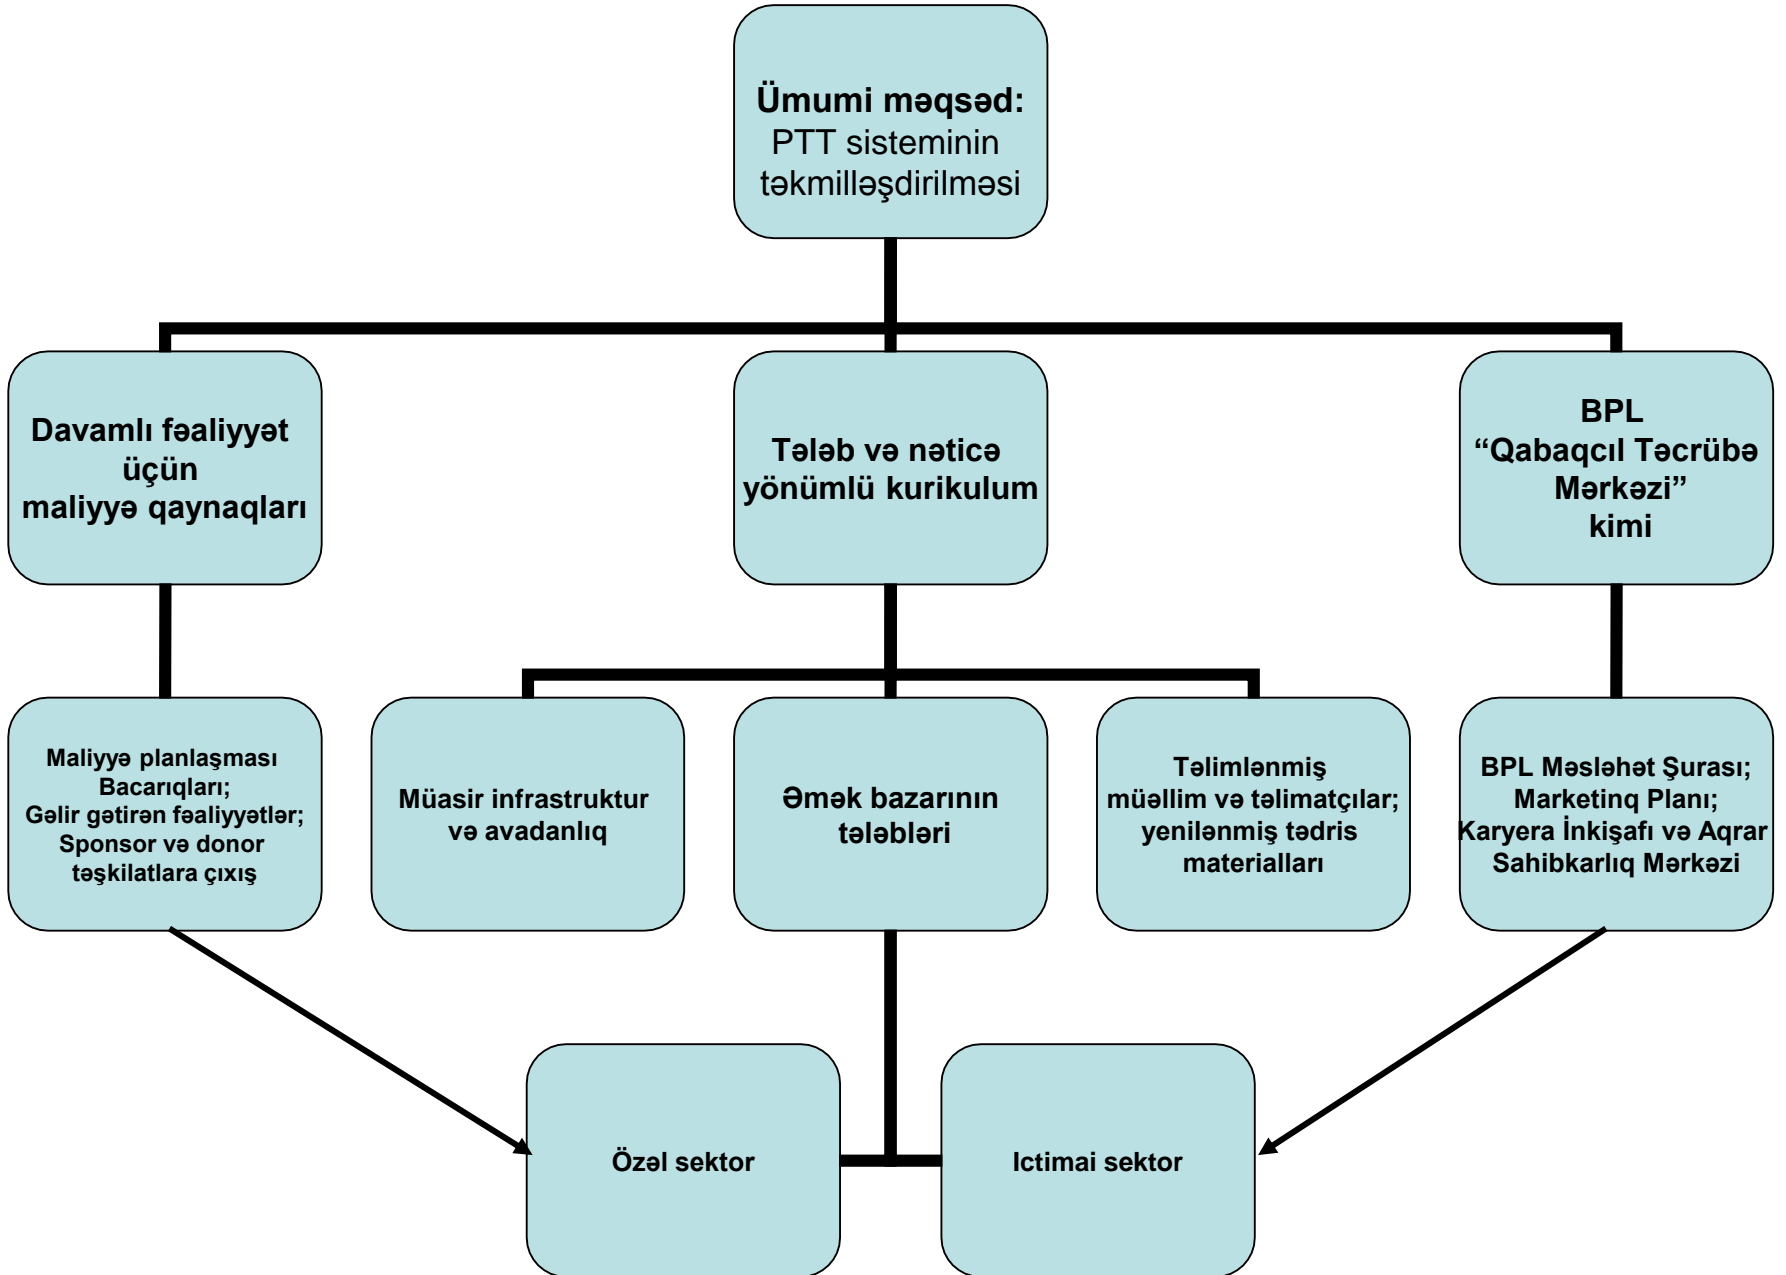 Ümumi məqsəd:
PTT sisteminin
təkmilləşdirilməsi
Davamlı fəaliyyət
üçün
maliyyə qaynaqları
Tələb və nəticə
yönümlü kurikulum
BPL
“Qabaqcıl Təcrübə
Mərkəzi”
kimi
Maliyyə planlaşması
Bacarıqları;
Gəlir gətirən fəaliyyətlər;
Sponsor və donor
təşkilatlara çıxış
Müasir infrastruktur
və avadanlıq
Əmək bazarının
tələbləri
Təlimlənmiş
müəllim və təlimatçılar;
yenilənmiş tədris
materialları
BPL Məsləhət Şurası;
Marketinq Planı;
Karyera İnkişafı və Aqrar
Sahibkarlıq Mərkəzi
Özəl sektor
Ictimai sektor